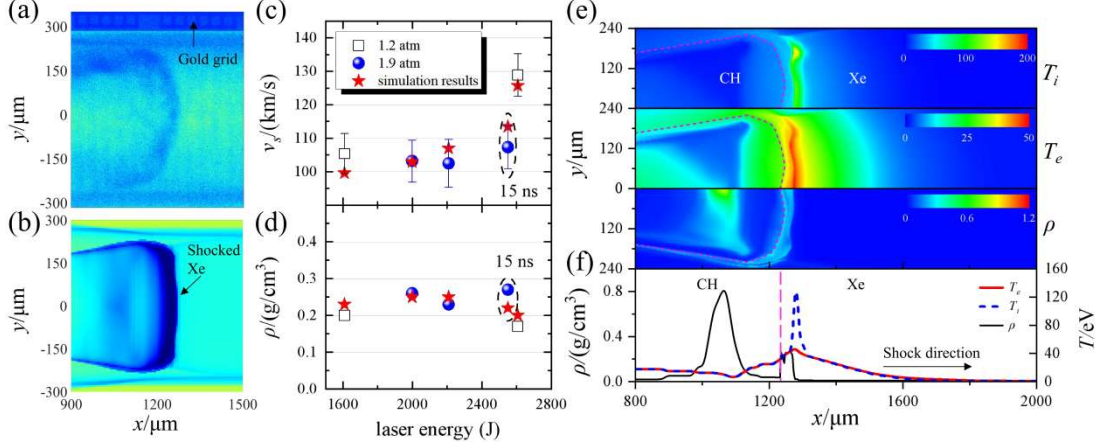 (a)
350
300
150
0
-150
-300
y/μm
Gold grid
(b)
300
150
0
-150
-300
y/μm
Shocked
Xe
900
1200
1500
x/μm
(c)
140
130
120
110
100
v_s/(km/s)
1.2 atm
1.9 atm
simulation results
15 ns
(d)
0.4
0.3
0.2
0.1
0.0
ρ/(g/cm³)
15 ns
1600
2000
2400
2800
laser energy (J)
(e)
240
120
240
120
0
120
240
y/μm
CH
Xe
0
100
200
T_i
0
25
50
T_e
0
0.6
1.2
ρ
(f)
0.8
0.4
0.0
ρ/(g/cm³)
CH
Xe
T_e
T_i
ρ
Shock direction
160
120
80
40
0
T/eV
800
1200
1600
2000
x/μm